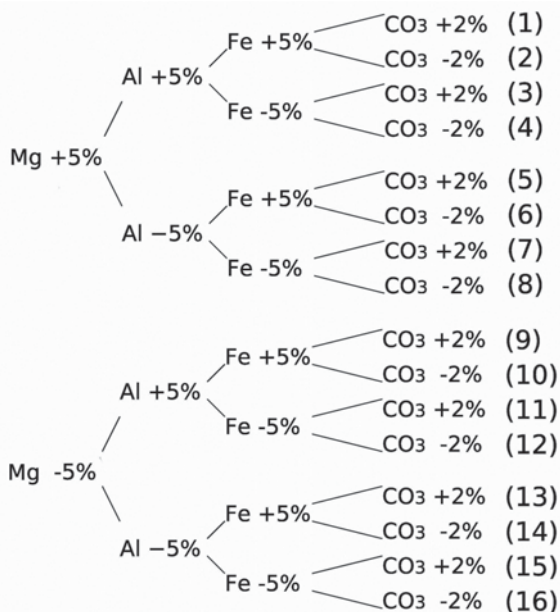 CO3 +2% (1)
Fe +5%
CO3 -2% (2)
Al +5%
CO3 +2% (3)
Fe -5%
CO3 -2% (4)
Mg +5%
CO3 +2% (5)
Fe +5%
CO3 -2% (6)
Al −5%
CO3 +2% (7)
Fe -5%
CO3 -2% (8)
CO3 +2% (9)
Fe +5%
CO3 -2% (10)
Al +5%
CO3 +2% (11)
Fe -5%
CO3 -2% (12)
Mg -5%
CO3 +2% (13)
Fe +5%
CO3 -2% (14)
Al −5%
CO3 +2% (15)
Fe -5%
CO3 -2% (16)